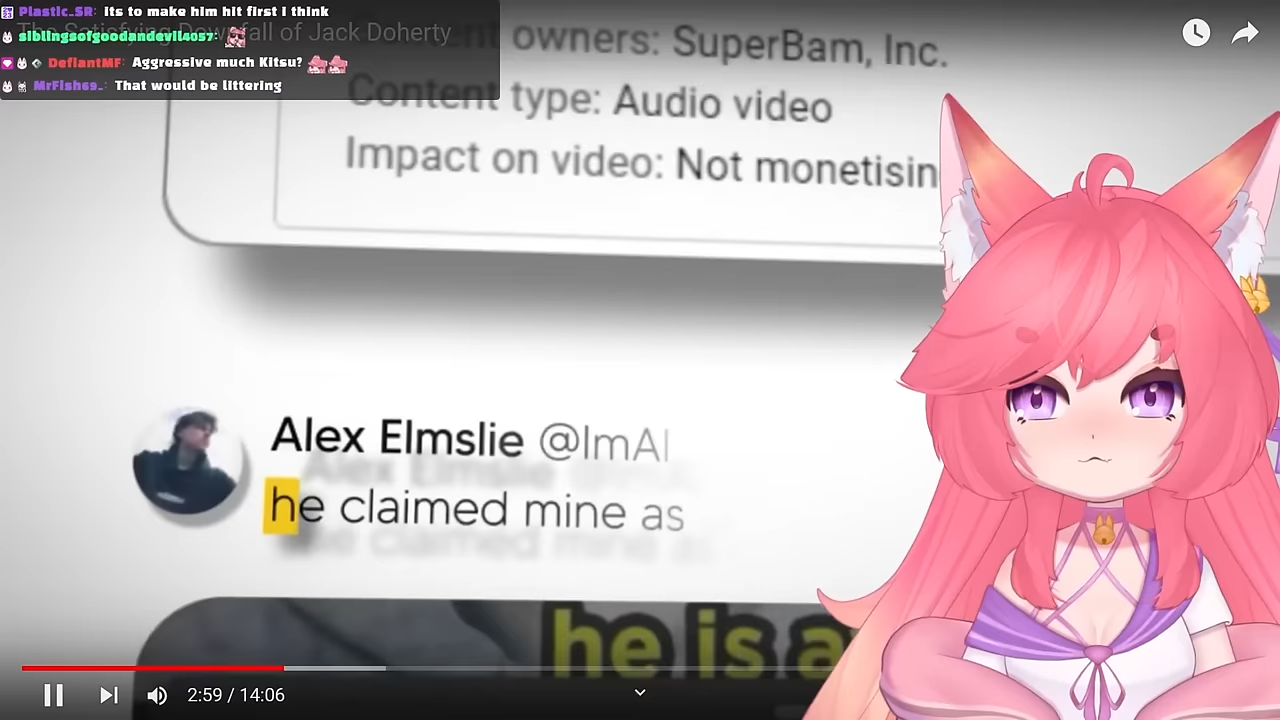 Plastic_SR: its to make him hit first I think
The Satisfying Downfall of Jack Doherty
siblingsofgoodandevil4057:
DefiantMF: Aggressive much Kitsu?
MrFish69_: That would be littering
owners: SuperBam, Inc.
Content type: Audio video
Impact on video: Not monetisin
Alex Elmslie @ImAl
he claimed mine as
he is a
2:59 / 14:06